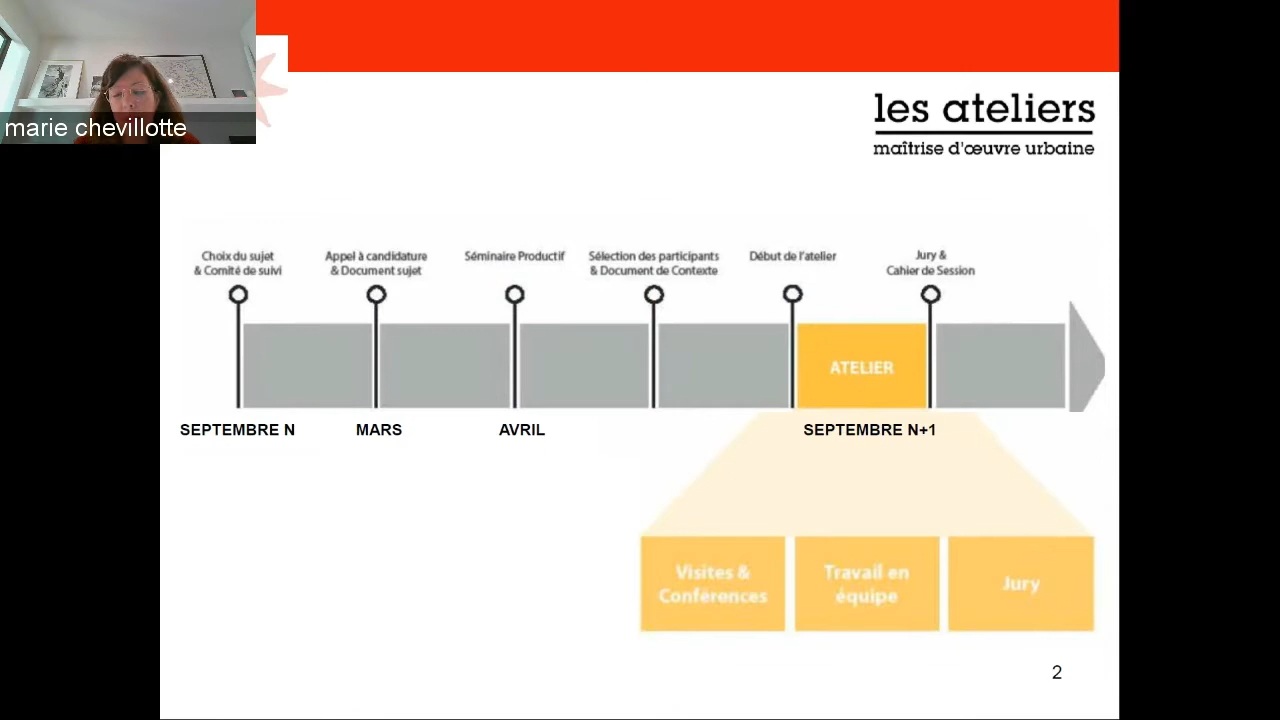 marie chevillotte
les ateliers
maîtrise d'œuvre urbaine
Choix du sujet
& Comité de suivi
Appel à candidature
& Document sujet
Séminaire Productif
Sélection des participants
& Document de Contexte
Début de l'atelier
Jury &
Cahier de Session
ATELIER
SEPTEMBRE N
MARS
AVRIL
SEPTEMBRE N+1
Visites &
Conférences
Travail en
équipe
Jury
2